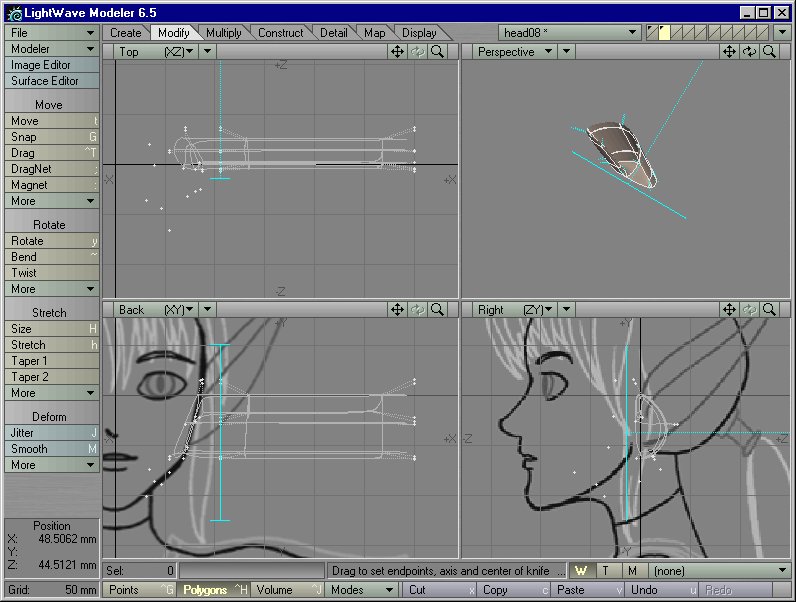 LightWave Modeler 6.5
File
Modeler
Image Editor
Surface Editor
Move
Move t
Snap G
Drag ^T
DragNet ;
Magnet :
More
Rotate
Rotate y
Bend ~
Twist
More
Stretch
Size H
Stretch h
Taper 1
Taper 2
More
Deform
Jitter J
Smooth M
More
Position
X: 48.5062 mm
Y:
Z: 44.5121 mm
Grid: 50 mm
Create Modify Multiply Construct Detail Map Display head08 *
Top (XZ)
+Z
-X +X
-Z
Perspective
Back (XY)
+Y
+X
Right (ZY)
+Y
-Z +Z
-Y
Sel: 0 Drag to set endpoints, axis and center of knife ... W T M (none)
Points ^G Polygons ^H Volume ^J Modes Cut x Copy c Paste v Undo u Redo